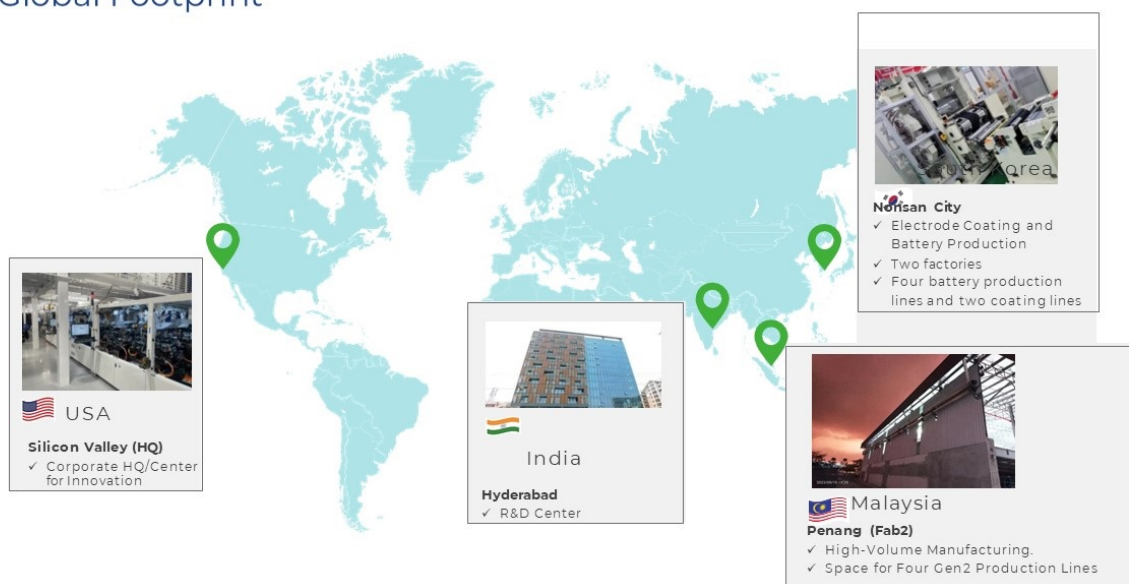 Global Footprint
South Korea
Nonsan City
✓ Electrode Coating and
Battery Production
✓ Two factories
✓ Four battery production
lines and two coating lines
USA
Silicon Valley (HQ)
✓ Corporate HQ/Center
for Innovation
India
Hyderabad
✓ R&D Center
Malaysia
Penang (Fab2)
✓ High-Volume Manufacturing.
✓ Space for Four Gen2 Production Lines